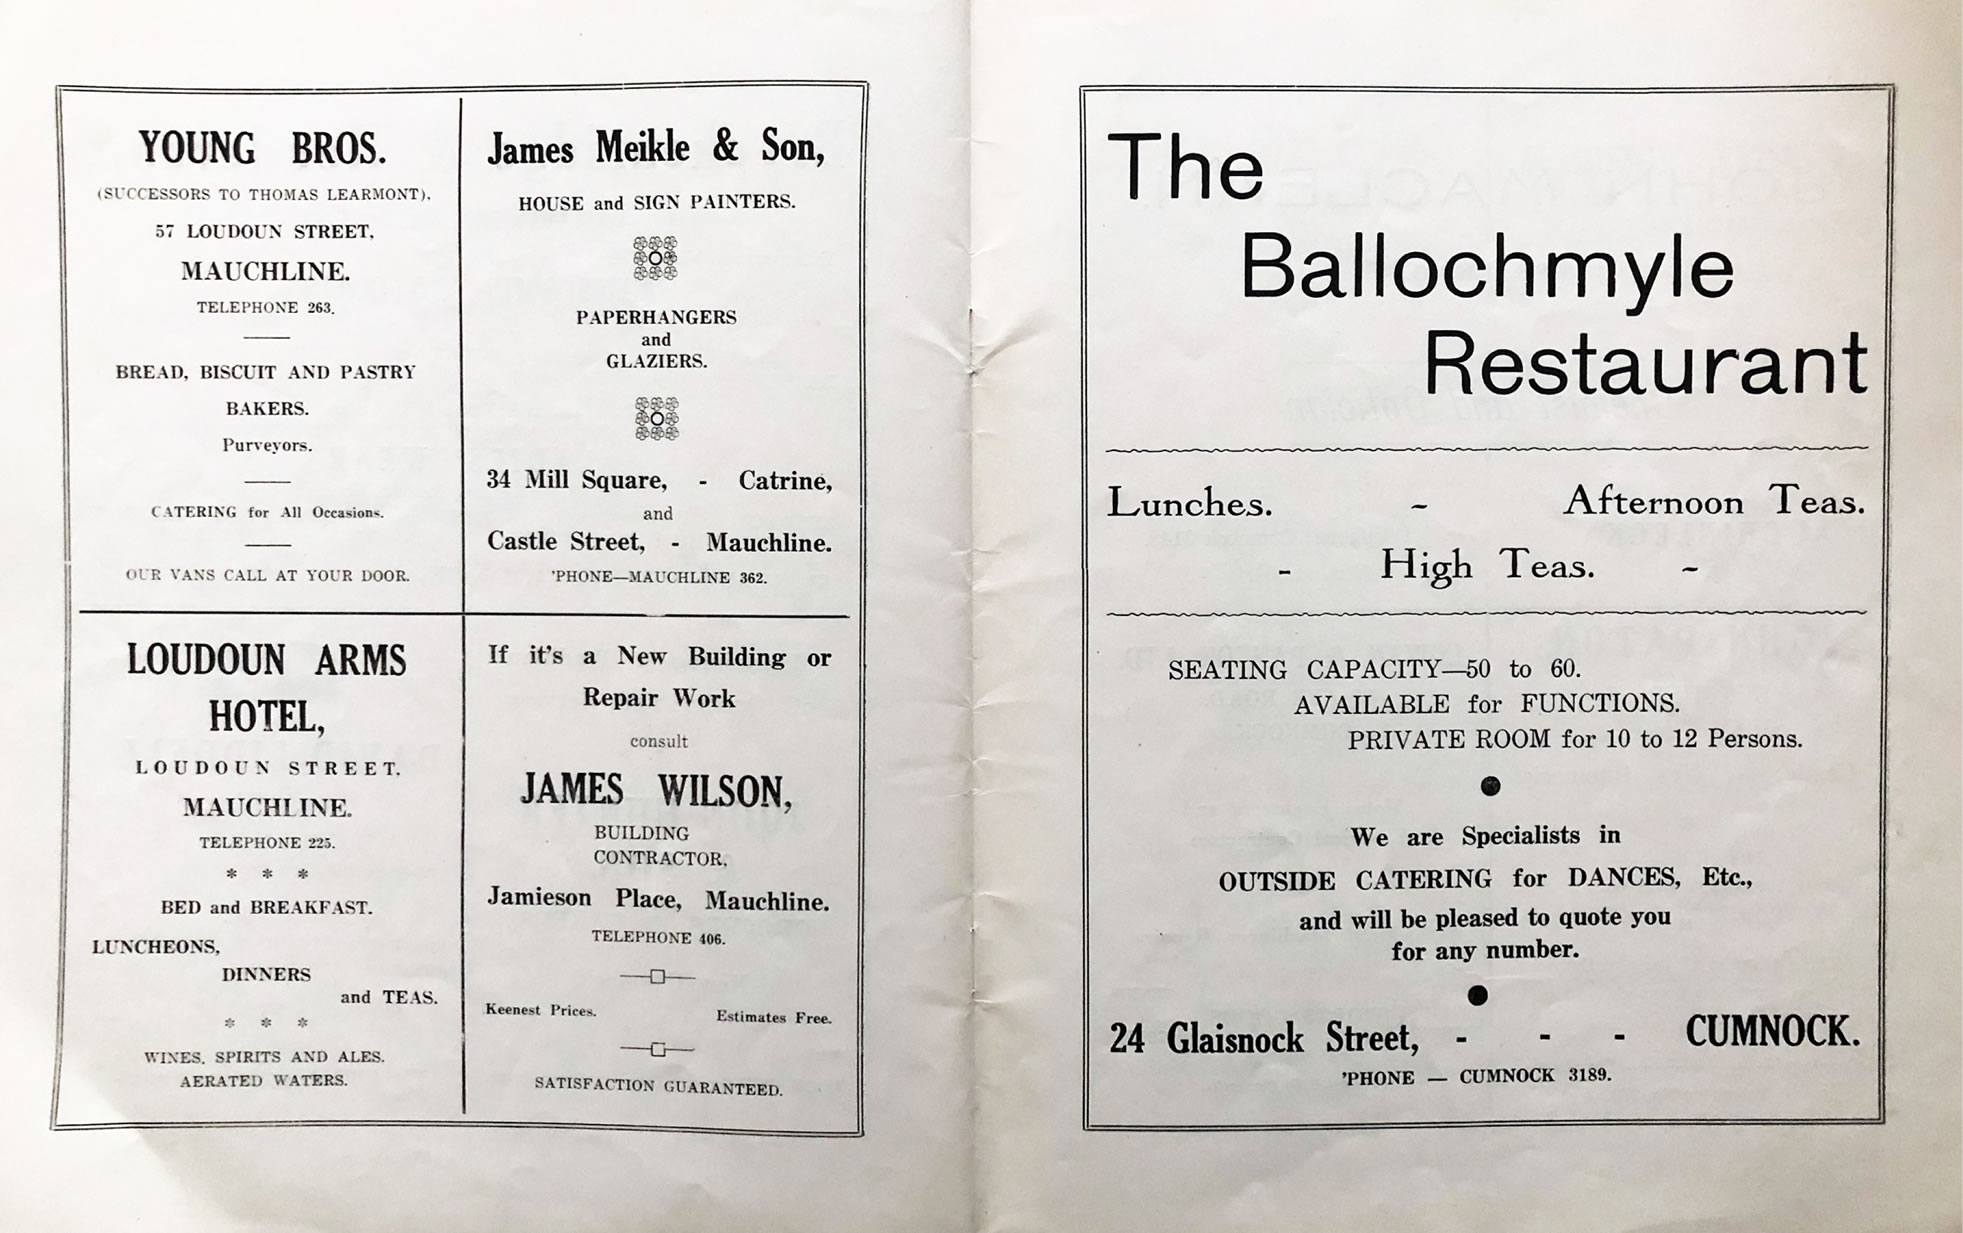 YOUNG BROS.
(SUCCESSORS TO THOMAS LEARMONT).
57 LOUDOUN STREET,
MAUCHLINE.
TELEPHONE 263.
BREAD, BISCUIT AND PASTRY
BAKERS.
Purveyors.
CATERING for All Occasions.
OUR VANS CALL AT YOUR DOOR.
James Meikle & Son,
HOUSE and SIGN PAINTERS.
PAPERHANGERS
and
GLAZIERS.
34 Mill Square, - Catrine,
and
Castle Street, - Mauchline.
'PHONE—MAUCHLINE 362.
LOUDOUN ARMS
HOTEL,
LOUDOUN STREET.
MAUCHLINE.
TELEPHONE 225.
* * *
BED and BREAKFAST.
LUNCHEONS,
DINNERS
and TEAS.
* * *
WINES. SPIRITS AND ALES.
AERATED WATERS.
If it's a New Building or
Repair Work
consult
JAMES WILSON,
BUILDING
CONTRACTOR.
Jamieson Place, Mauchline.
TELEPHONE 406.
Keenest Prices. Estimates Free.
SATISFACTION GUARANTEED.
The
Ballochmyle
Restaurant
Lunches. - Afternoon Teas.
- High Teas. -
SEATING CAPACITY—50 to 60.
AVAILABLE for FUNCTIONS.
PRIVATE ROOM for 10 to 12 Persons.
We are Specialists in
OUTSIDE CATERING for DANCES, Etc.,
and will be pleased to quote you
for any number.
24 Glaisnock Street, - - - CUMNOCK.
'PHONE — CUMNOCK 3189.